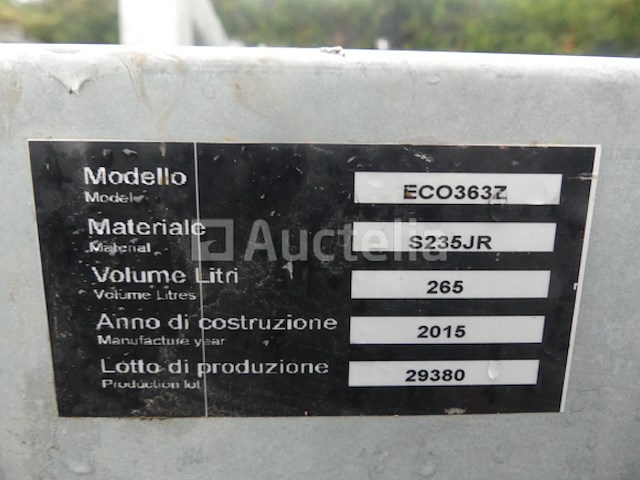 Modello ECO363Z
Model
Materiale S235JR
Material
Auctelia
Volume Litri 265
Volume Litres
Anno di costruzione 2015
Manufacture year
Lotto di produzione 29380
Production lot